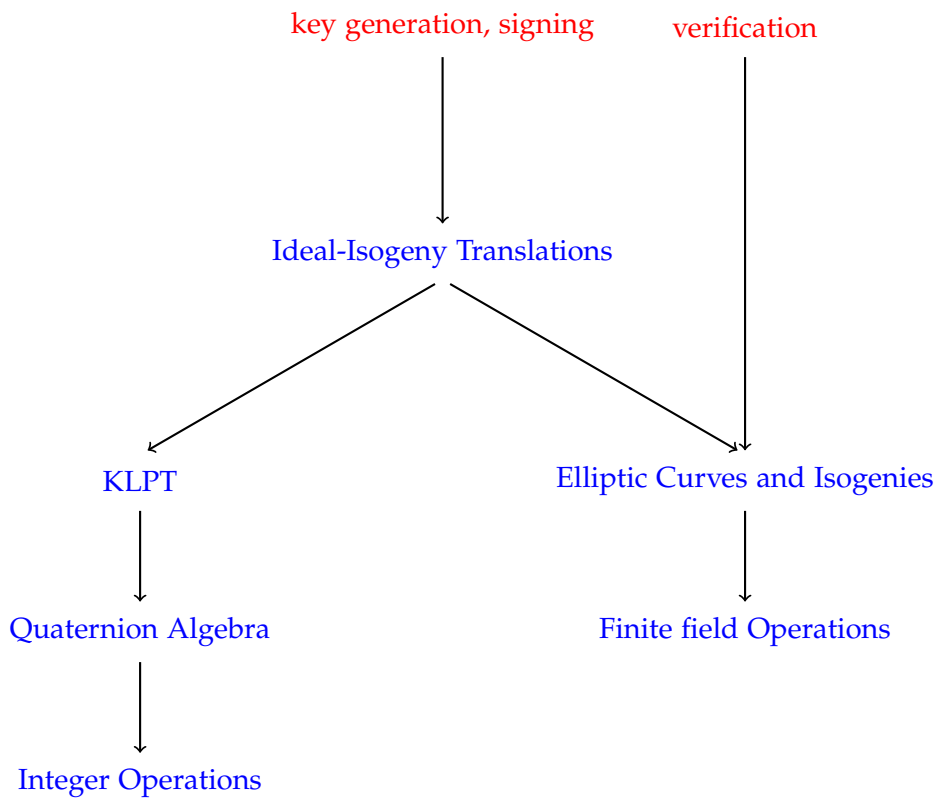 key generation, signing
verification
Ideal-Isogeny Translations
KLPT
Elliptic Curves and Isogenies
Quaternion Algebra
Finite field Operations
Integer Operations